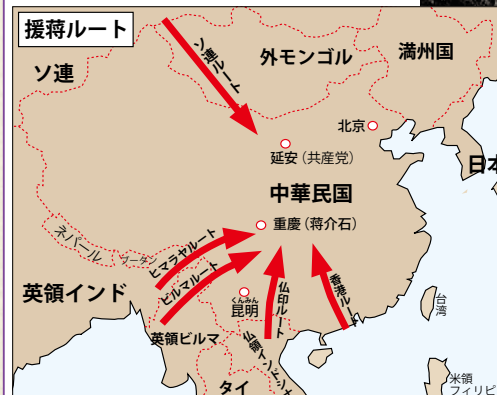 援蒋ルート
ソ連
ソ連ルート
外モンゴル
満州国
北京
延安（共産党）
日本
中華民国
重慶（蒋介石）
ネパール
ブータン
ヒマラヤルート
ビルマルート
英領インド
くんみん
昆明
仏印ルート
香港ルート
台湾
英領ビルマ
仏領インドシナ
タイ
米領
フィリピ